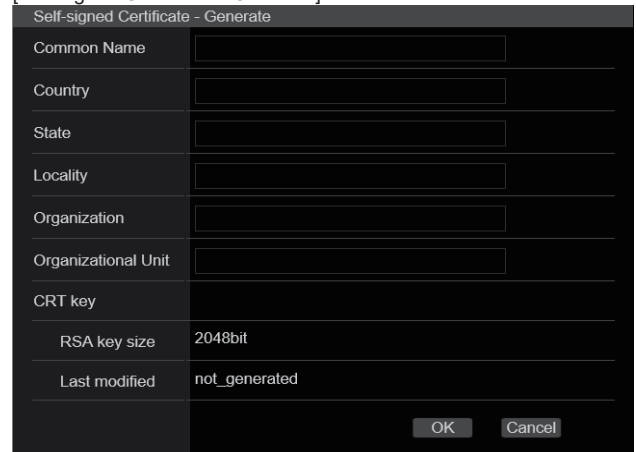 Self-signed Certificate - Generate
Common Name
Country
State
Locality
Organization
Organizational Unit
CRT key
RSA key size 2048bit
Last modified not_generated
OK Cancel